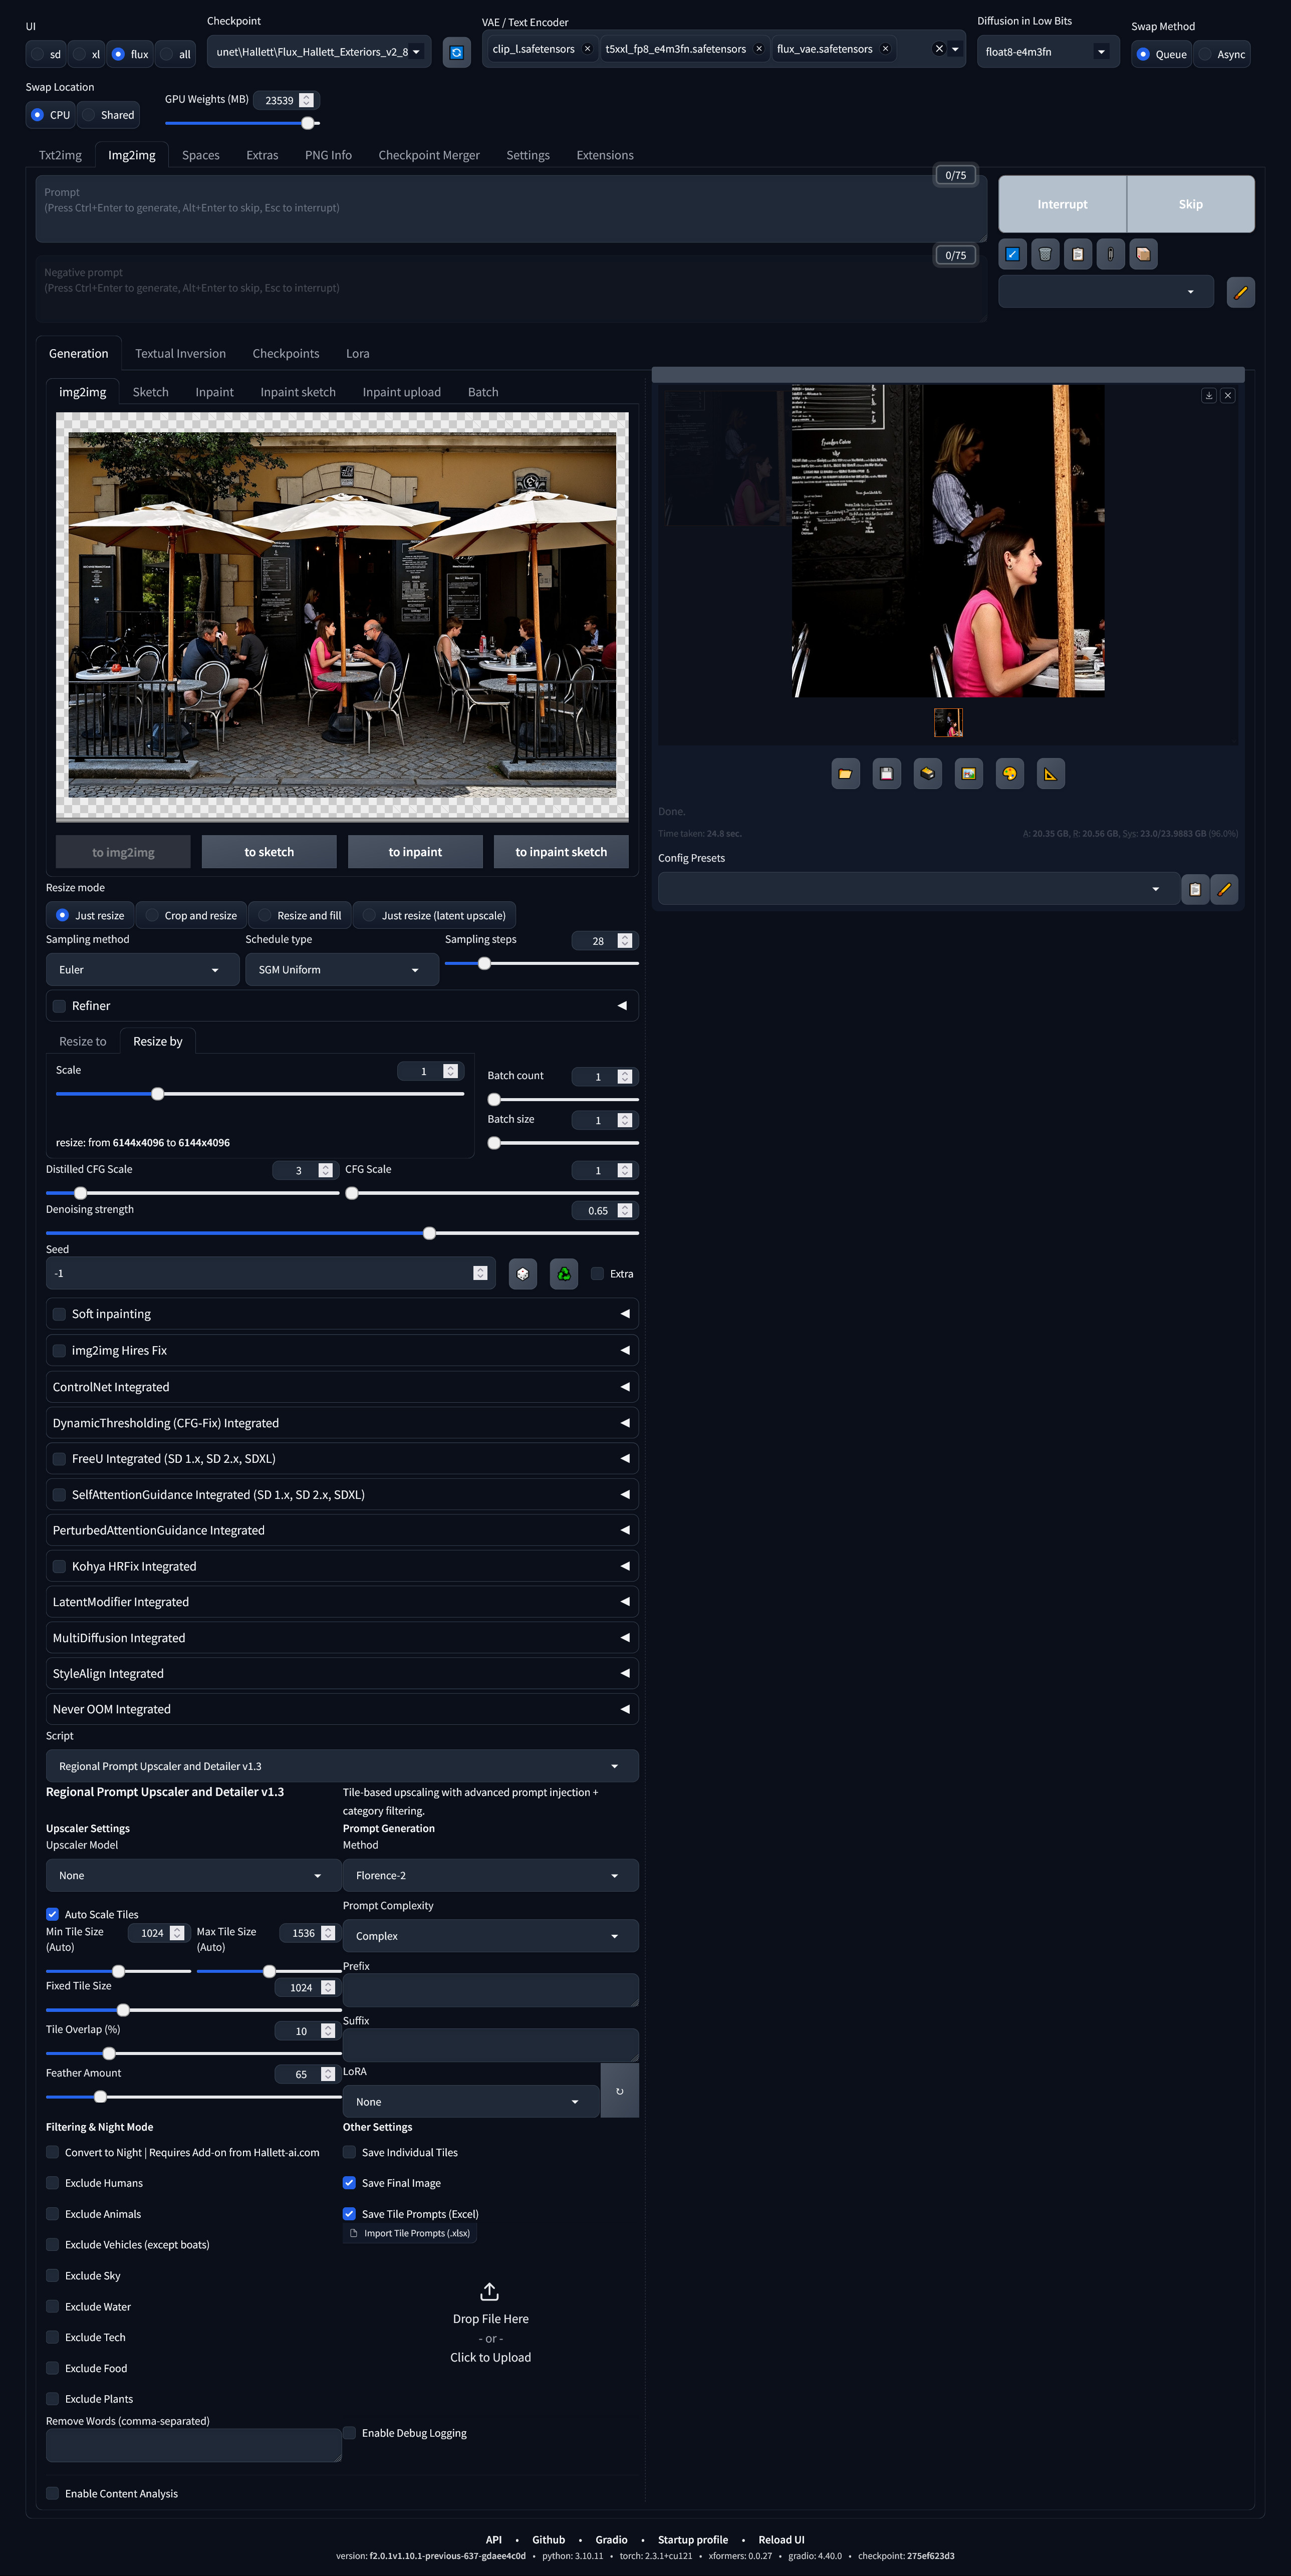 UI
sd xl flux all
Checkpoint
unet\Hallett\Flux_Hallett_Exteriors_v2_8
VAE / Text Encoder
clip_l.safetensors t5xxl_fp8_e4m3fn.safetensors flux_vae.safetensors
Diffusion in Low Bits
float8-e4m3fn
Swap Method
Queue Async
Swap Location
CPU Shared
GPU Weights (MB) 23539
Txt2img Img2img Spaces Extras PNG Info Checkpoint Merger Settings Extensions
0/75
Prompt
(Press Ctrl+Enter to generate, Alt+Enter to skip, Esc to interrupt)
Interrupt Skip
0/75
Negative prompt
(Press Ctrl+Enter to generate, Alt+Enter to skip, Esc to interrupt)
Generation Textual Inversion Checkpoints Lora
img2img Sketch Inpaint Inpaint sketch Inpaint upload Batch
to img2img to sketch to inpaint to inpaint sketch
Done.
Time taken: 24.8 sec. A: 20.35 GB, R: 20.56 GB, Sys: 23.0/23.9883 GB (96.0%)
Config Presets
Resize mode
Just resize Crop and resize Resize and fill Just resize (latent upscale)
Sampling method Schedule type Sampling steps 28
Euler SGM Uniform
Refiner
Resize to Resize by
Scale 1
resize: from 6144x4096 to 6144x4096
Batch count 1
Batch size 1
Distilled CFG Scale 3 CFG Scale 1
Denoising strength 0.65
Seed
-1 Extra
Soft inpainting
img2img Hires Fix
ControlNet Integrated
DynamicThresholding (CFG-Fix) Integrated
FreeU Integrated (SD 1.x, SD 2.x, SDXL)
SelfAttentionGuidance Integrated (SD 1.x, SD 2.x, SDXL)
PerturbedAttentionGuidance Integrated
Kohya HRFix Integrated
LatentModifier Integrated
MultiDiffusion Integrated
StyleAlign Integrated
Never OOM Integrated
Script
Regional Prompt Upscaler and Detailer v1.3
Regional Prompt Upscaler and Detailer v1.3
Tile-based upscaling with advanced prompt injection +
category filtering.
Upscaler Settings
Upscaler Model
None
Auto Scale Tiles
Min Tile Size
(Auto)
1024
Max Tile Size
(Auto)
1536
Fixed Tile Size 1024
Tile Overlap (%) 10
Feather Amount 65
Prompt Generation
Method
Florence-2
Prompt Complexity
Complex
Prefix
Suffix
LoRA
None
Filtering & Night Mode
Convert to Night | Requires Add-on from Hallett-ai.com
Exclude Humans
Exclude Animals
Exclude Vehicles (except boats)
Exclude Sky
Exclude Water
Exclude Tech
Exclude Food
Exclude Plants
Remove Words (comma-separated)
Other Settings
Save Individual Tiles
Save Final Image
Save Tile Prompts (Excel)
Import Tile Prompts (.xlsx)
Drop File Here
- or -
Click to Upload
Enable Debug Logging
Enable Content Analysis
API • Github • Gradio • Startup profile • Reload UI
version: f2.0.1v1.10.1-previous-637-gdaee4c0d • python: 3.10.11 • torch: 2.3.1+cu121 • xformers: 0.0.27 • gradio: 4.40.0 • checkpoint: 275ef623d3